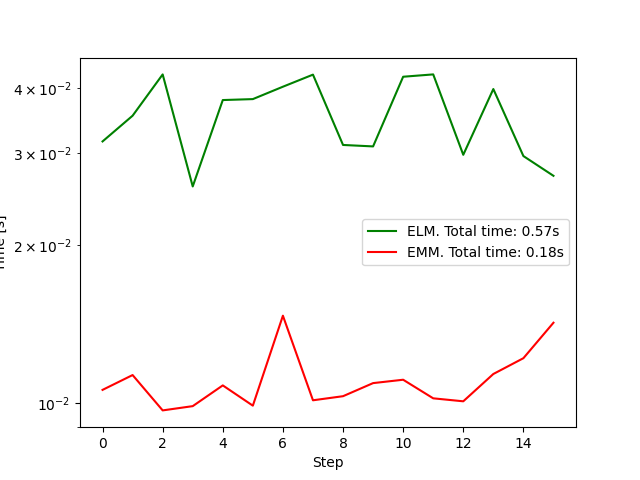 4 × 10⁻²
3 × 10⁻²
2 × 10⁻²
10⁻²
ELM. Total time: 0.57s
EMM. Total time: 0.18s
0 2 4 6 8 10 12 14
Step